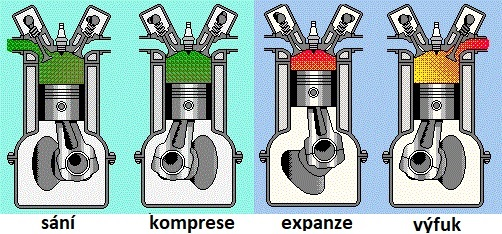 sání
komprese
expanze
výfuk